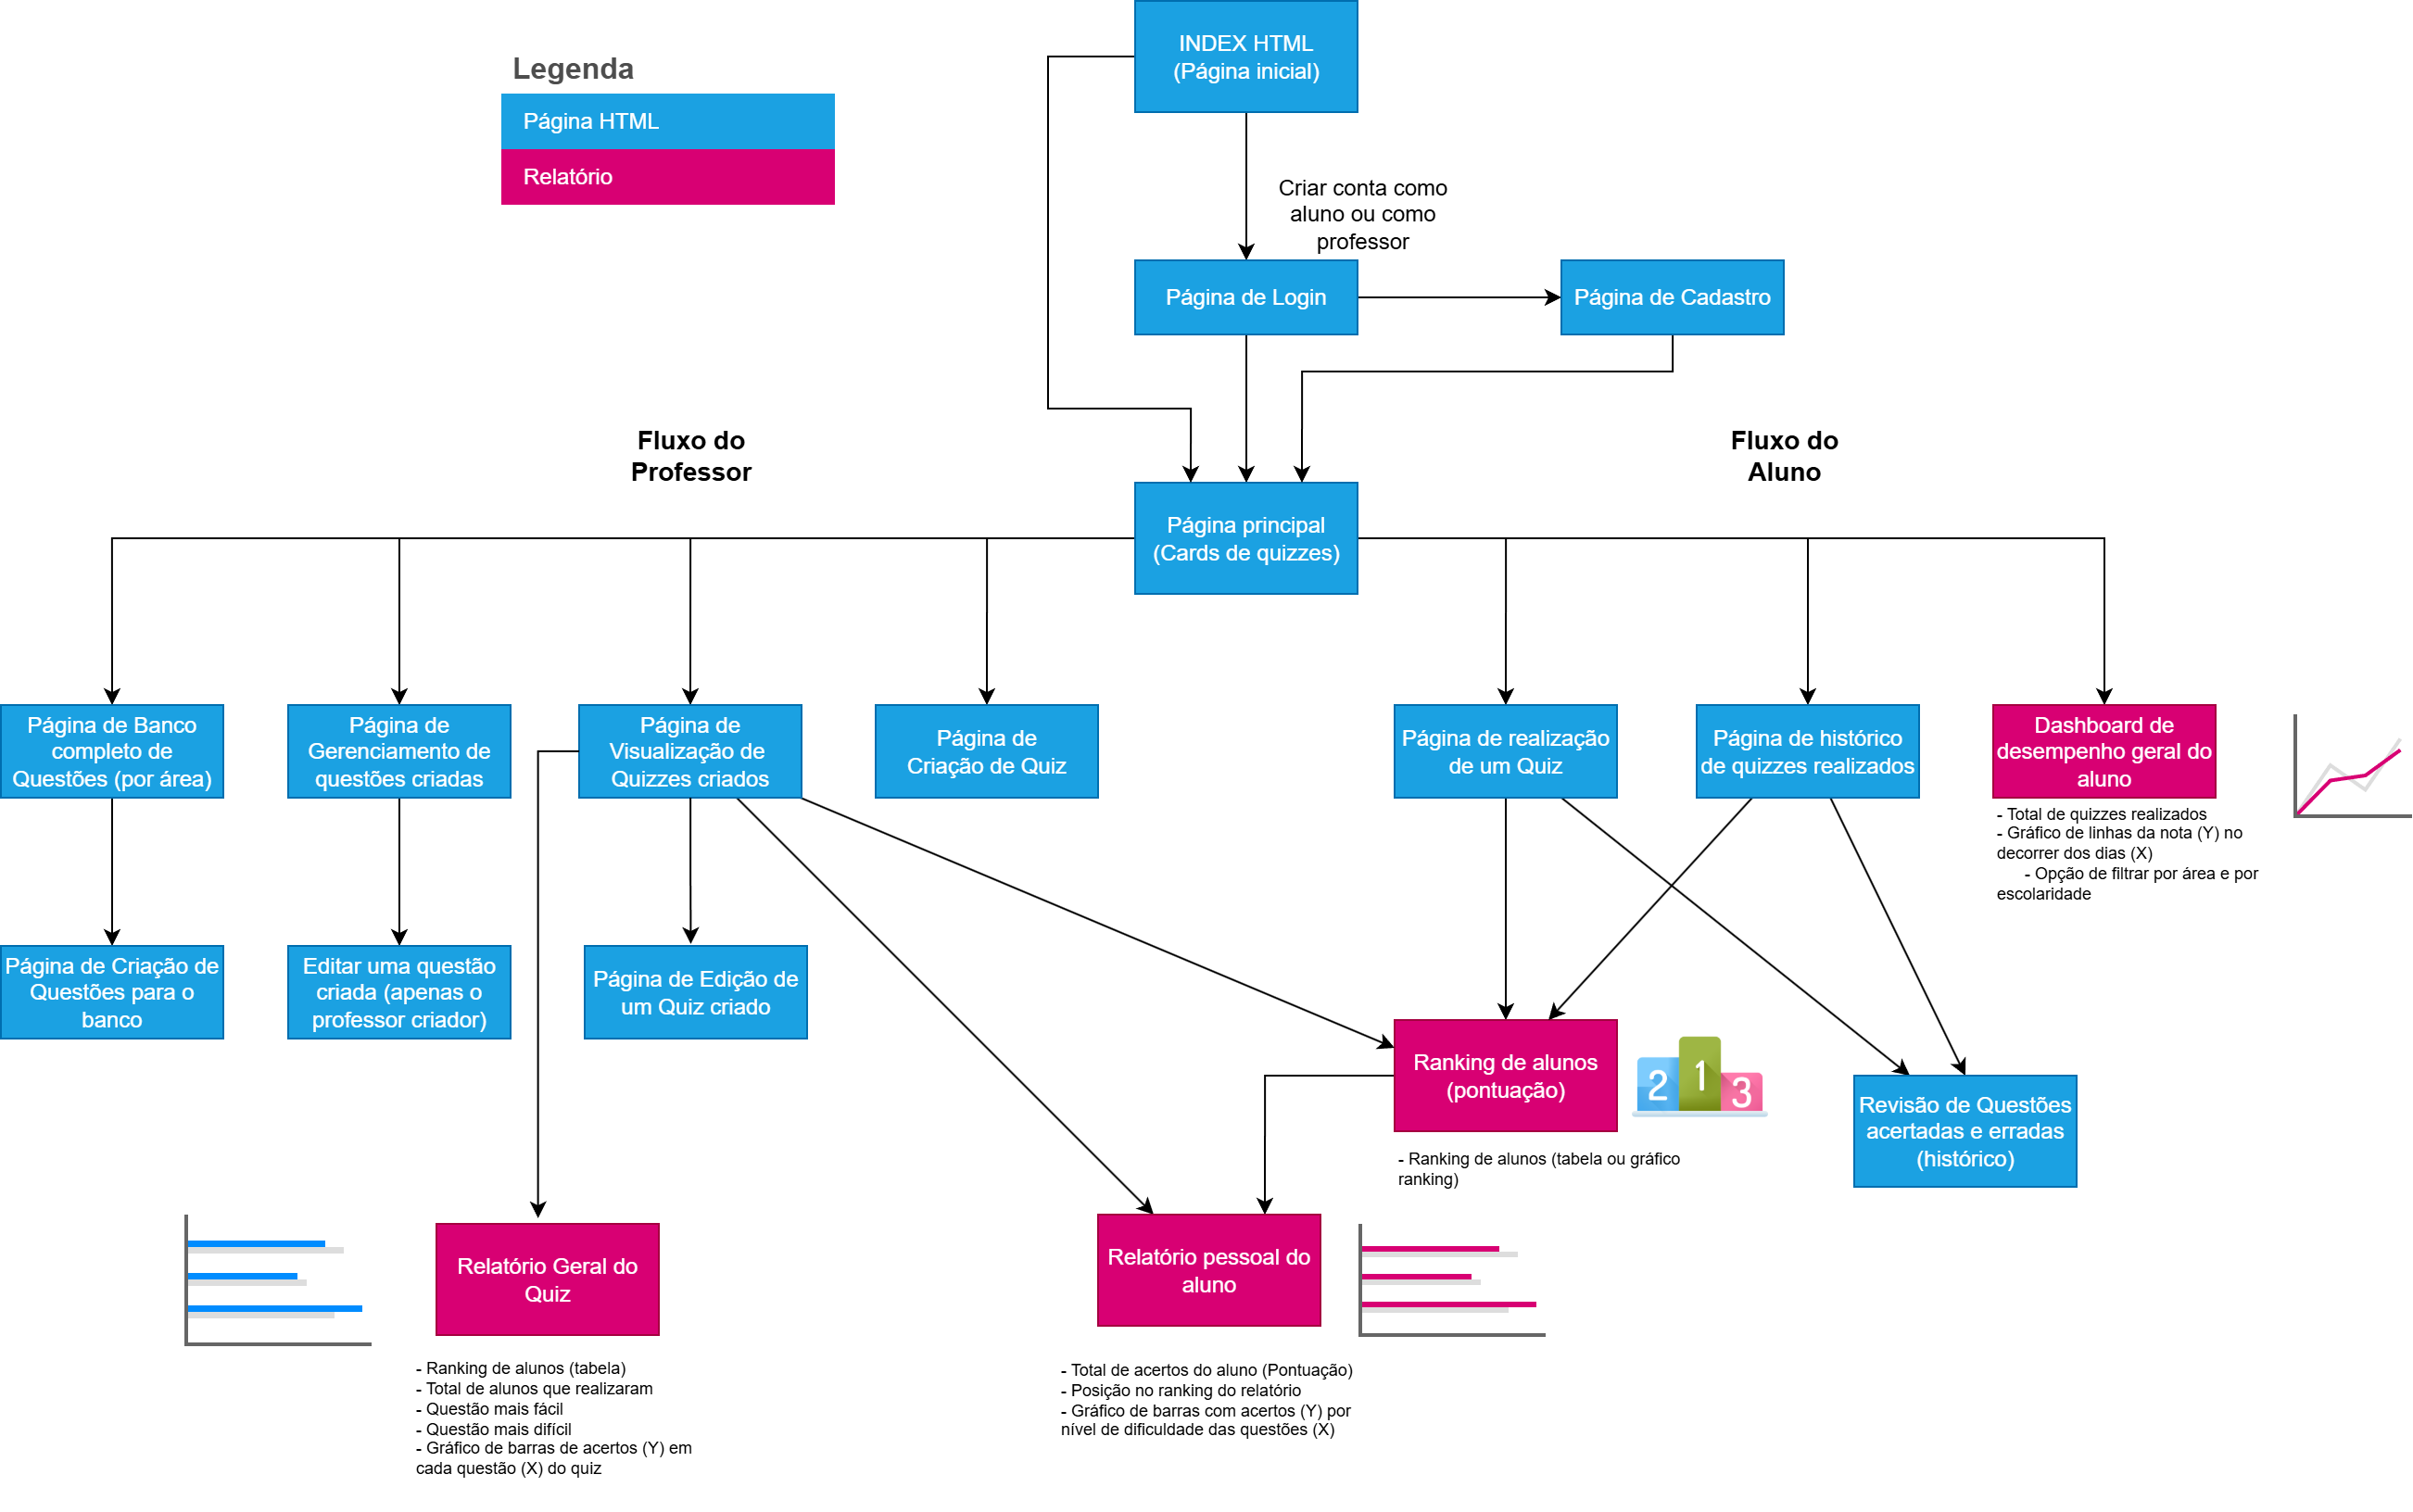 INDEX HTML
(Página inicial)
Legenda
Página HTML
Relatório
Criar conta como
aluno ou como
professor
Página de Login
Página de Cadastro
Fluxo do
Professor
Fluxo do
Aluno
Página principal
(Cards de quizzes)
Página de Banco
completo de
Questões (por área)
Página de
Gerenciamento de
questões criadas
Página de
Visualização de
Quizzes criados
Página de
Criação de Quiz
Página de realização
de um Quiz
Página de histórico
de quizzes realizados
Dashboard de
desempenho geral do
aluno
- Total de quizzes realizados
- Gráfico de linhas da nota (Y) no
decorrer dos dias (X)
- Opção de filtrar por área e por
escolaridade
Página de Criação de
Questões para o
banco
Editar uma questão
criada (apenas o
professor criador)
Página de Edição de
um Quiz criado
Ranking de alunos
(pontuação)
2 1 3
- Ranking de alunos (tabela ou gráfico
ranking)
Revisão de Questões
acertadas e erradas
(histórico)
Relatório Geral do
Quiz
- Ranking de alunos (tabela)
- Total de alunos que realizaram
- Questão mais fácil
- Questão mais difícil
- Gráfico de barras de acertos (Y) em
cada questão (X) do quiz
Relatório pessoal do
aluno
- Total de acertos do aluno (Pontuação)
- Posição no ranking do relatório
- Gráfico de barras com acertos (Y) por
nível de dificuldade das questões (X)